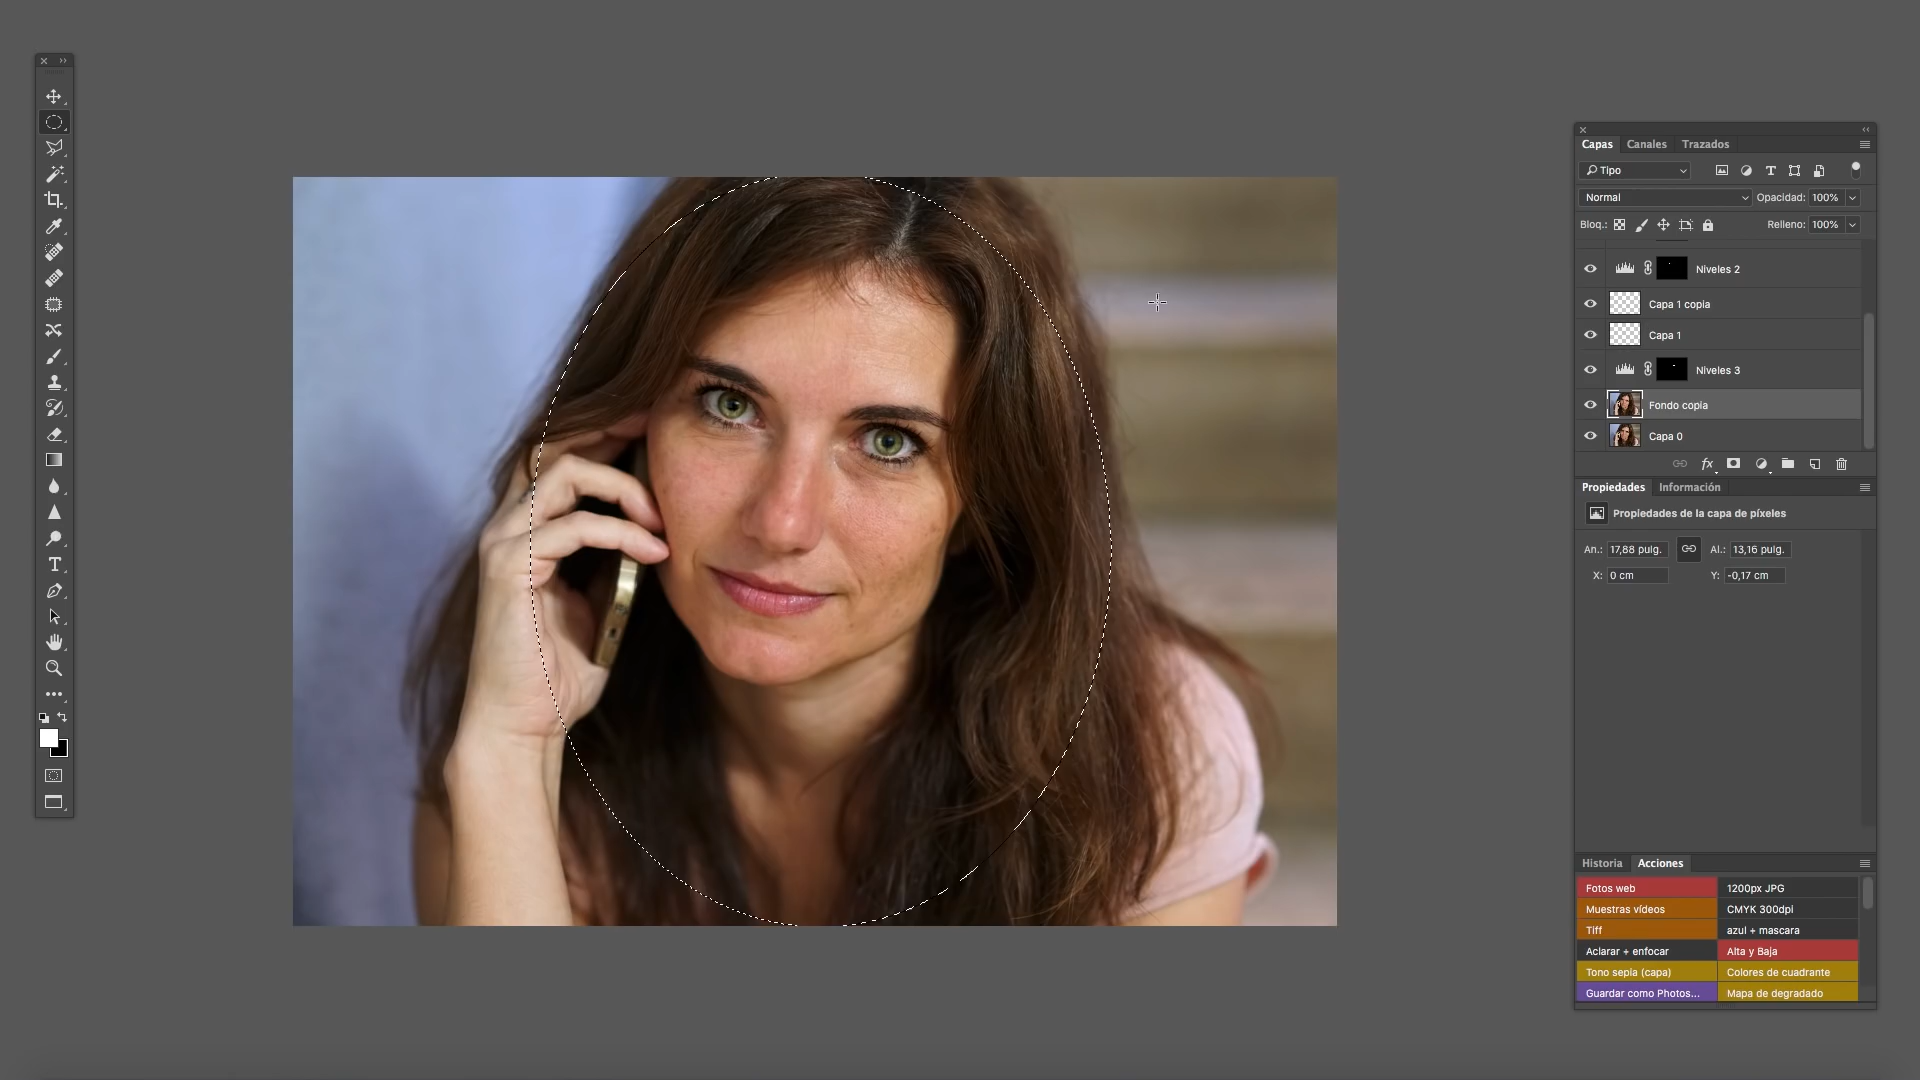 Capas Canales Trazados
Tipo
Normal Opacidad: 100%
Bloq.: Relleno: 100%
Niveles 2
Capa 1 copia
Capa 1
Niveles 3
Fondo copia
Capa 0
fx
Propiedades Información
Propiedades de la capa de píxeles
An.: 17,88 pulg. Al.: 13,16 pulg.
X: 0 cm Y: -0,17 cm
Historia Acciones
Fotos web 1200px JPG
Muestras vídeos CMYK 300dpi
Tiff azul + mascara
Aclarar + enfocar Alta y Baja
Tono sepia (capa) Colores de cuadrante
Guardar como Photos... Mapa de degradado